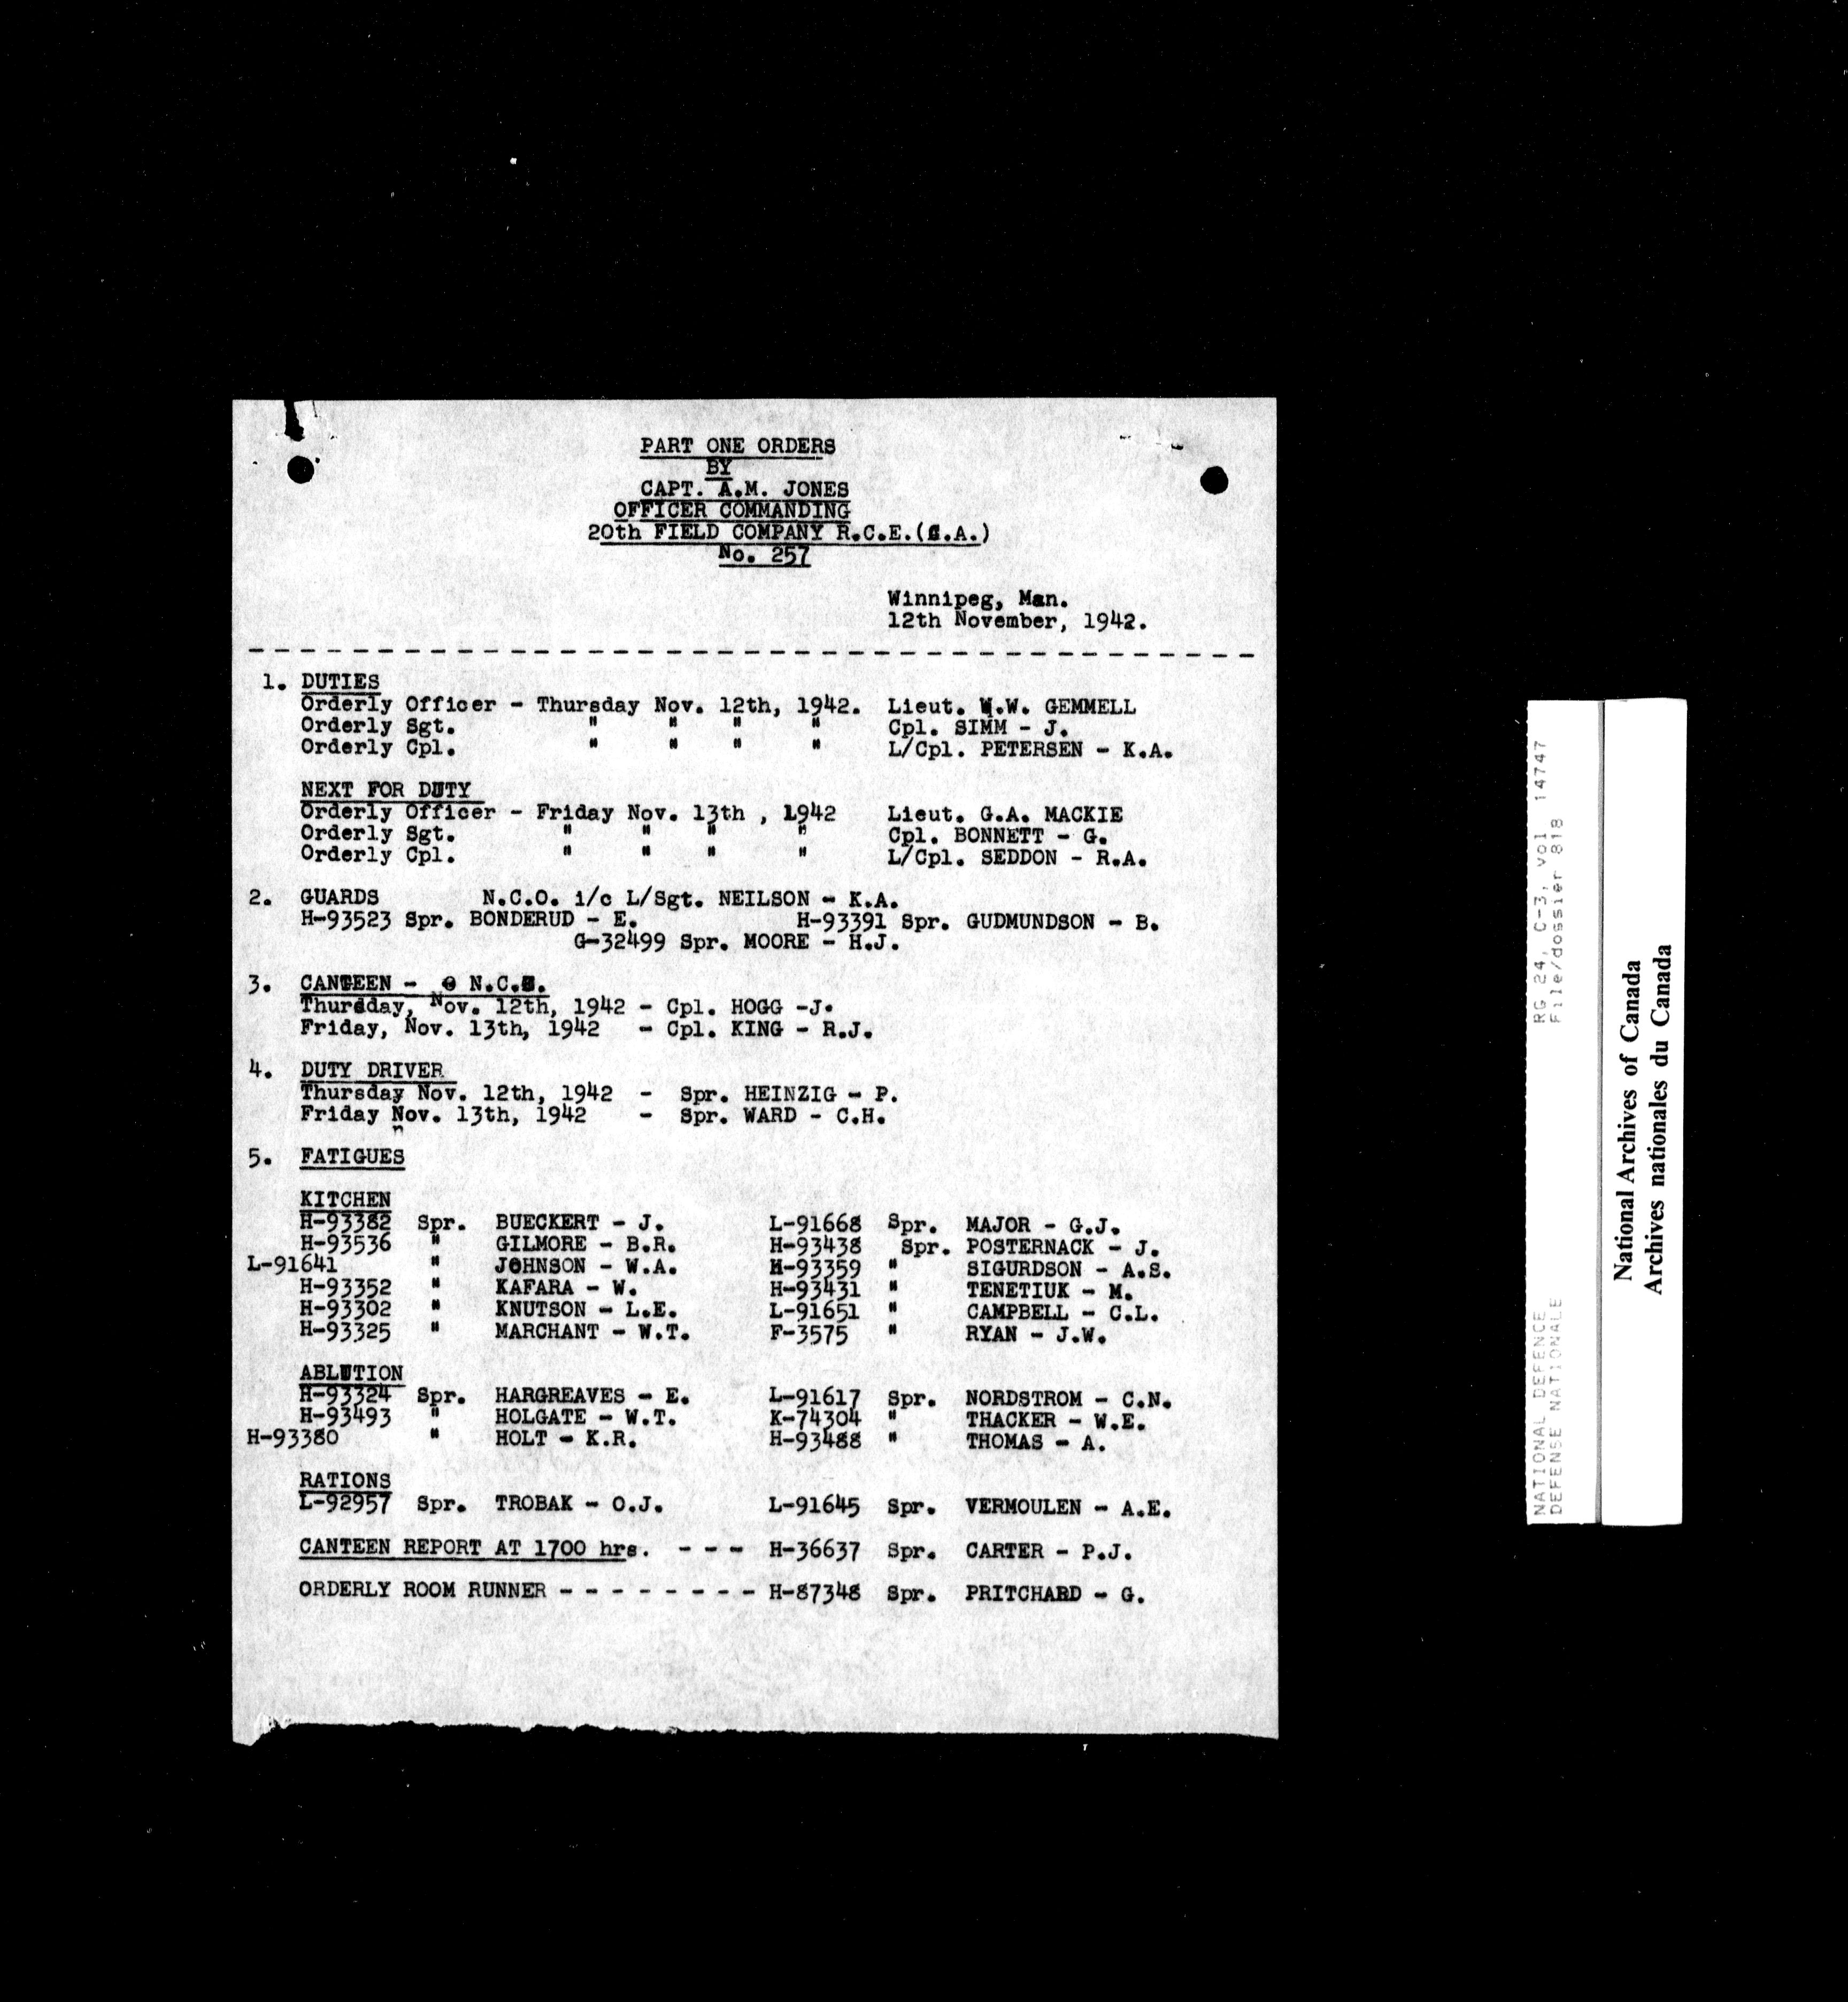 PART ONE ORDERS
BY
CAPT. A.M. JONES
OFFICER COMMANDING
20th FIELD COMPANY R.C.E.(C.A.)
No. 257
Winnipeg, Man.
12th November, 1942.
- - - - - - - - - - - - - - - - - - - - - - - - - - - - - - - - - - - - - - -
1. DUTIES
Orderly Officer - Thursday Nov. 12th, 1942. Lieut. W.W. GEMMELL
Orderly Sgt. " " " " Cpl. SIMM - J.
Orderly Cpl. " " " " L/Cpl. PETERSEN - K.A.
NEXT FOR DUTY
Orderly Officer - Friday Nov. 13th , 1942 Lieut. G.A. MACKIE
Orderly Sgt. " " " " Cpl. BONNETT - G.
Orderly Cpl. " " " " L/Cpl. SEDDON - R.A.
2. GUARDS N.C.O. i/c L/Sgt. NEILSON - K.A.
H-93523 Spr. BONDERUD - E. H-93391 Spr. GUDMUNDSON - B.
G-32499 Spr. MOORE - H.J.
3. CANTEEN - N.C.O.
Thursday, Nov. 12th, 1942 - Cpl. HOGG -J.
Friday, Nov. 13th, 1942 - Cpl. KING - R.J.
4. DUTY DRIVER
Thursday Nov. 12th, 1942 - Spr. HEINZIG - P.
Friday Nov. 13th, 1942 - Spr. WARD - C.H.
5. FATIGUES
KITCHEN
H-93382 Spr. BUECKERT - J. L-91668 Spr. MAJOR - G.J.
H-93536 " GILMORE - B.R. H-93438 Spr. POSTERNACK - J.
L-91641 " JOHNSON - W.A. H-93359 " SIGURDSON - A.S.
H-93352 " KAFARA - W. H-93431 " TENETIUK - M.
H-93302 " KNUTSON - L.E. L-91651 " CAMPBELL - C.L.
H-93325 " MARCHANT - W.T. F-3575 " RYAN - J.W.
ABLUTION
H-93324 Spr. HARGREAVES - E. L-91617 Spr. NORDSTROM - C.N.
H-93493 " HOLGATE - W.T. K-74304 " THACKER - W.E.
H-93380 " HOLT - K.R. H-93488 " THOMAS - A.
RATIONS
L-92957 Spr. TROBAK - O.J. L-91645 Spr. VERMOULEN - A.E.
CANTEEN REPORT AT 1700 hrs. - - - H-36637 Spr. CARTER - P.J.
ORDERLY ROOM RUNNER - - - - - - - - H-87348 Spr. PRITCHARD - G.
NATIONAL DEFENCE RG 24, C-3, vol 14747
DEFENSE NATIONALE File/dossier 818
National Archives of Canada
Archives nationales du Canada